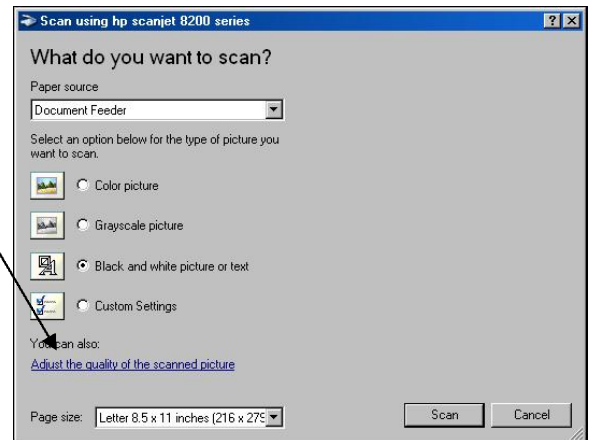 Scan using hp scanjet 8200 series
What do you want to scan?
Paper source
Document Feeder
Select an option below for the type of picture you
want to scan.
Color picture
Grayscale picture
Black and white picture or text
Custom Settings
You can also:
Adjust the quality of the scanned picture
Page size: Letter 8.5 x 11 inches (216 x 279
Scan Cancel